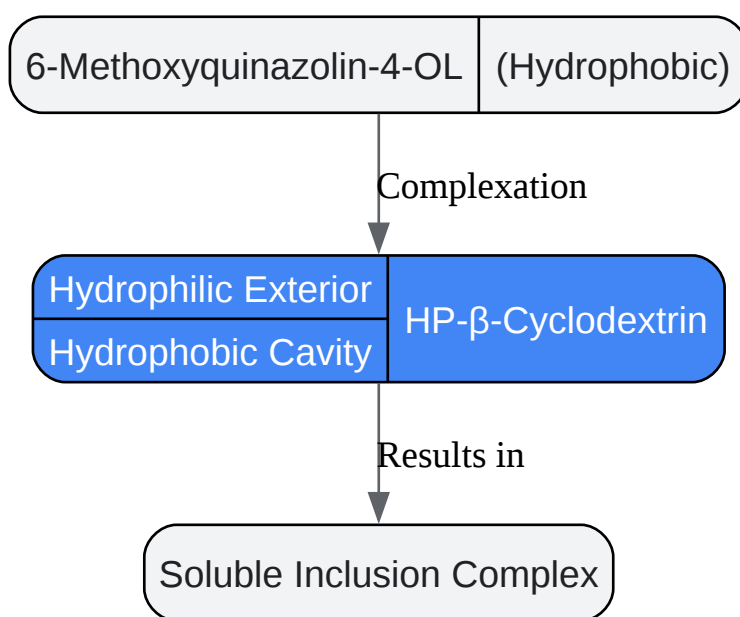 6-Methoxyquinazolin-4-OL (Hydrophobic)
Complexation
Hydrophilic Exterior
Hydrophobic Cavity
HP-β-Cyclodextrin
Results in
Soluble Inclusion Complex